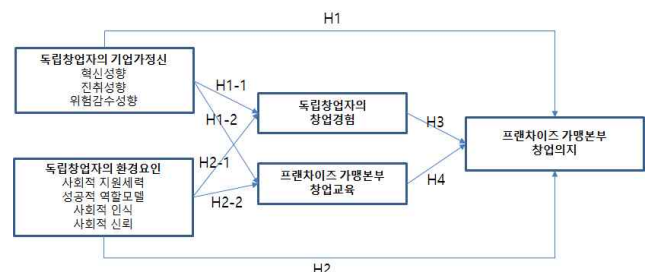 H1
독립창업자의 기업가정신
혁신성향
진취성향
위험감수성향
H1-1
H1-2
독립창업자의
창업경험
H3
프랜차이즈 가맹본부
창업의지
독립창업자의 환경요인
사회적 지원세력
성공적 역할모델
사회적 인식
사회적 신뢰
H2-1
H2-2
프랜차이즈 가맹본부
창업교육
H4
H2